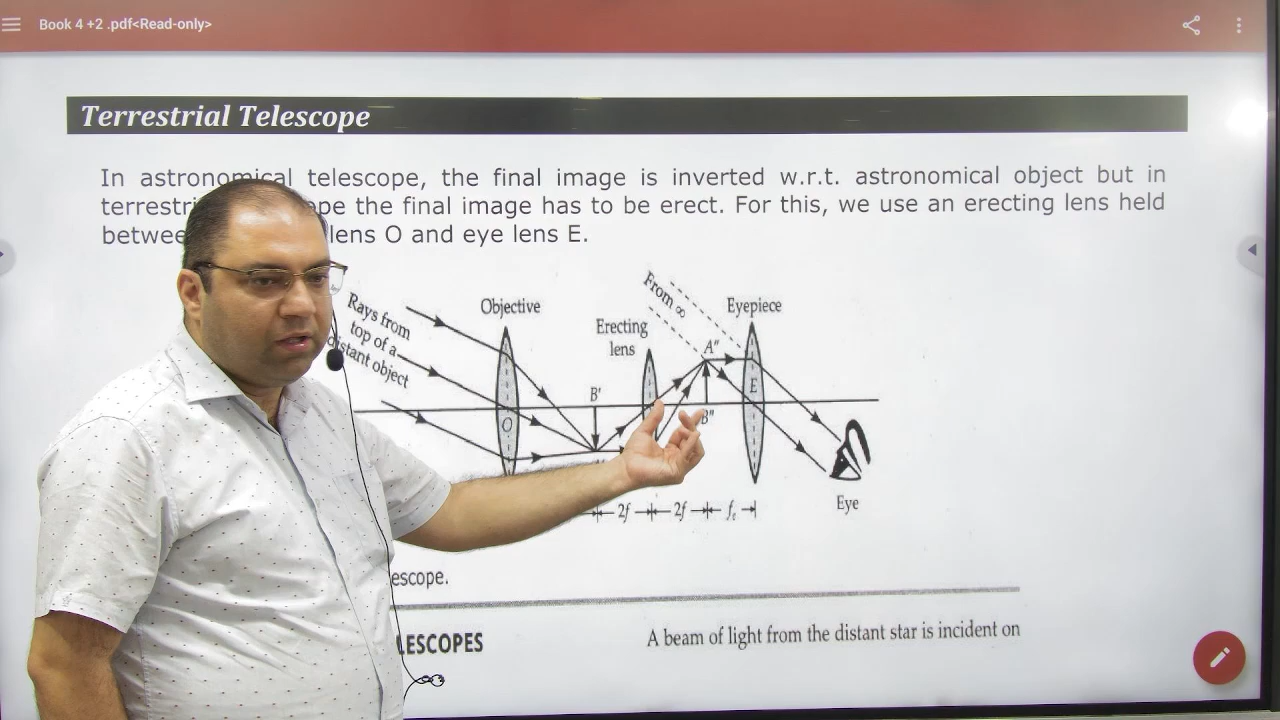 Book 4 +2 .pdf<Read-only>
Terrestrial Telescope
In astronomical telescope, the final image is inverted w.r.t. astronomical object but in
terrestri pe the final image has to be erect. For this, we use an erecting lens held
betwee lens O and eye lens E.
Rays from
top of a
distant object
Objective
Erecting
lens
From ∞
Eyepiece
A"
B'
E
O
B"
2f
2f
fe
Eye
escope.
LESCOPES
A beam of light from the distant star is incident on